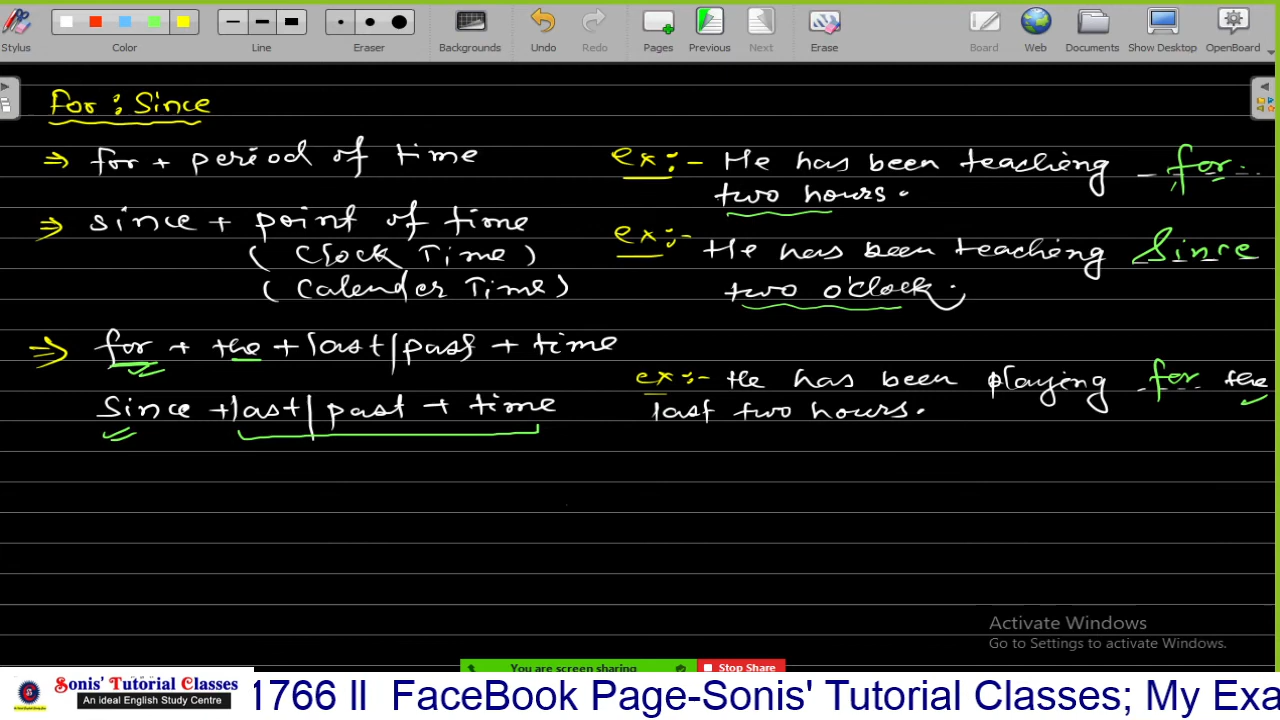 Stylus
Color
Line
Eraser
Backgrounds
Undo
Redo
Pages
Previous
Next
Erase
Board
Web
Documents
Show Desktop
OpenBoard
For : Since
⇒ for + period of time
ex:- He has been teaching for
two hours.
⇒ since + point of time
( Clock Time )
( Calender Time )
ex:- He has been teaching Since
two o'clock.
⇒ for + the + last/past + time
Since + last/past + time
ex:- He has been playing for the
last two hours.
Activate Windows
Go to Settings to activate Windows.
You are screen sharing
Stop Share
Sonis' Tutorial Classes
An ideal English Study Centre
1766 ll FaceBook Page-Sonis' Tutorial Classes; My Exa